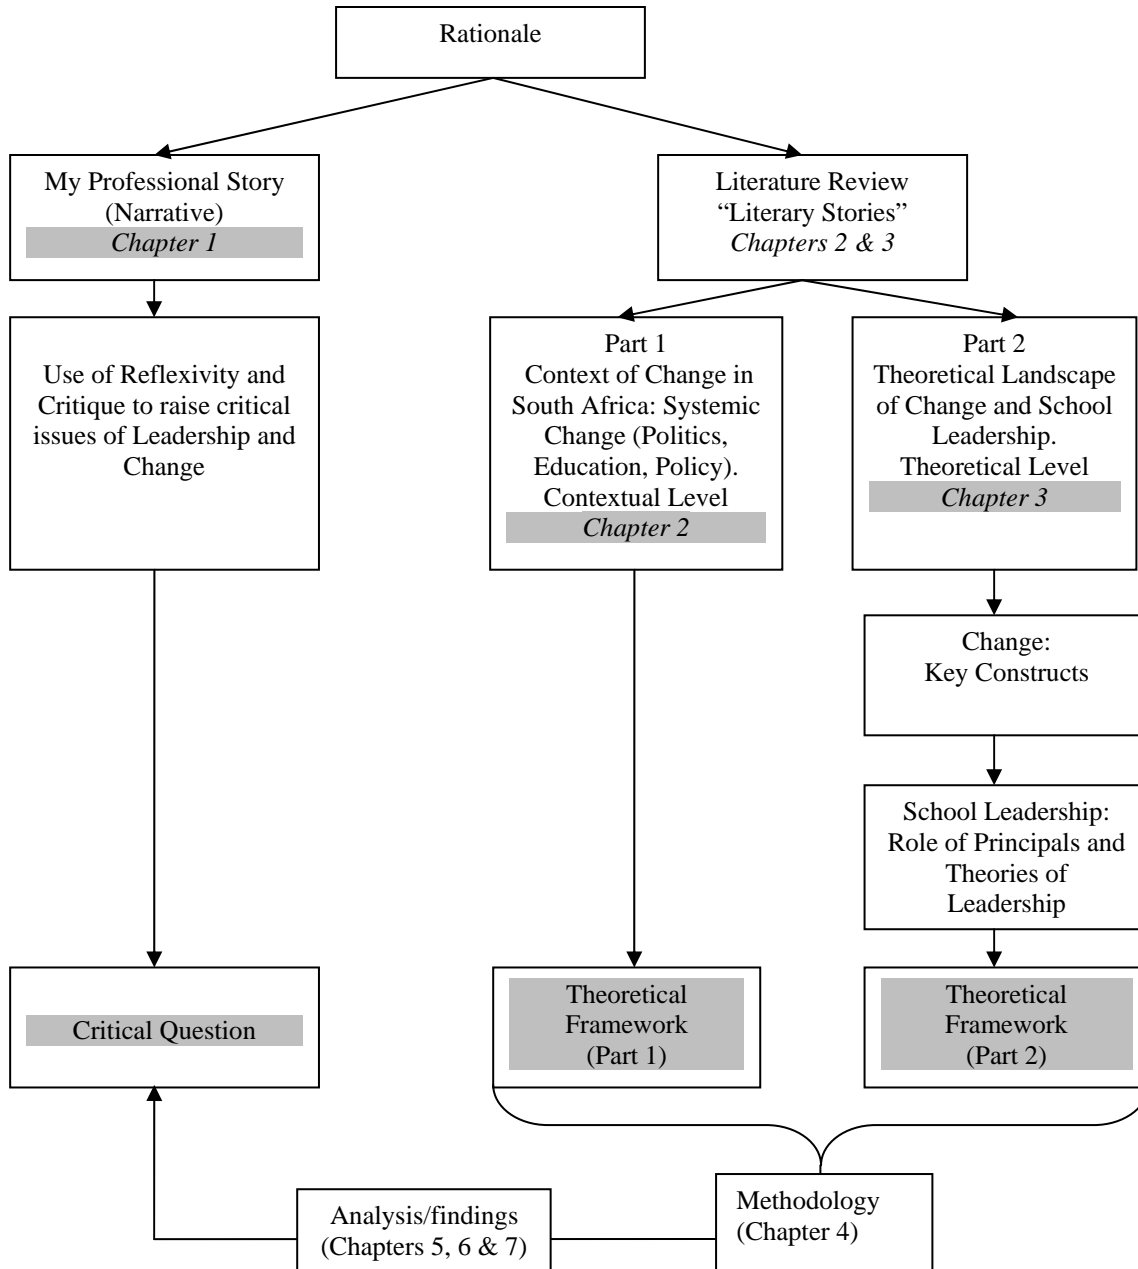 Rationale
My Professional Story
(Narrative)
Chapter 1
Literature Review
“Literary Stories”
Chapters 2 & 3
Use of Reflexivity and
Critique to raise critical
issues of Leadership and
Change
Part 1
Context of Change in
South Africa: Systemic
Change (Politics,
Education, Policy).
Contextual Level
Chapter 2
Part 2
Theoretical Landscape
of Change and School
Leadership.
Theoretical Level
Chapter 3
Change:
Key Constructs
School Leadership:
Role of Principals and
Theories of
Leadership
Critical Question
Theoretical
Framework
(Part 1)
Theoretical
Framework
(Part 2)
Analysis/findings
(Chapters 5, 6 & 7)
Methodology
(Chapter 4)